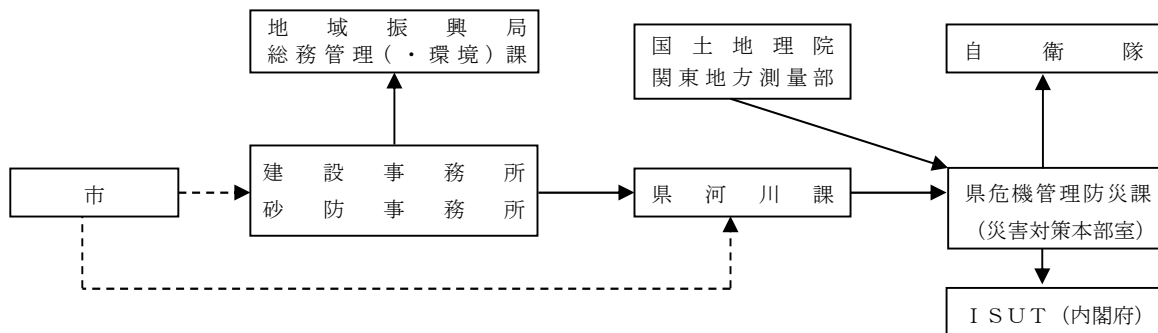 地域振興局
総務管理(・環境)課
国土地理院
関東地方測量部
自衛隊
市
建設事務所
砂防事務所
県河川課
県危機管理防災課
(災害対策本部室)
ＩＳＵＴ(内閣府)